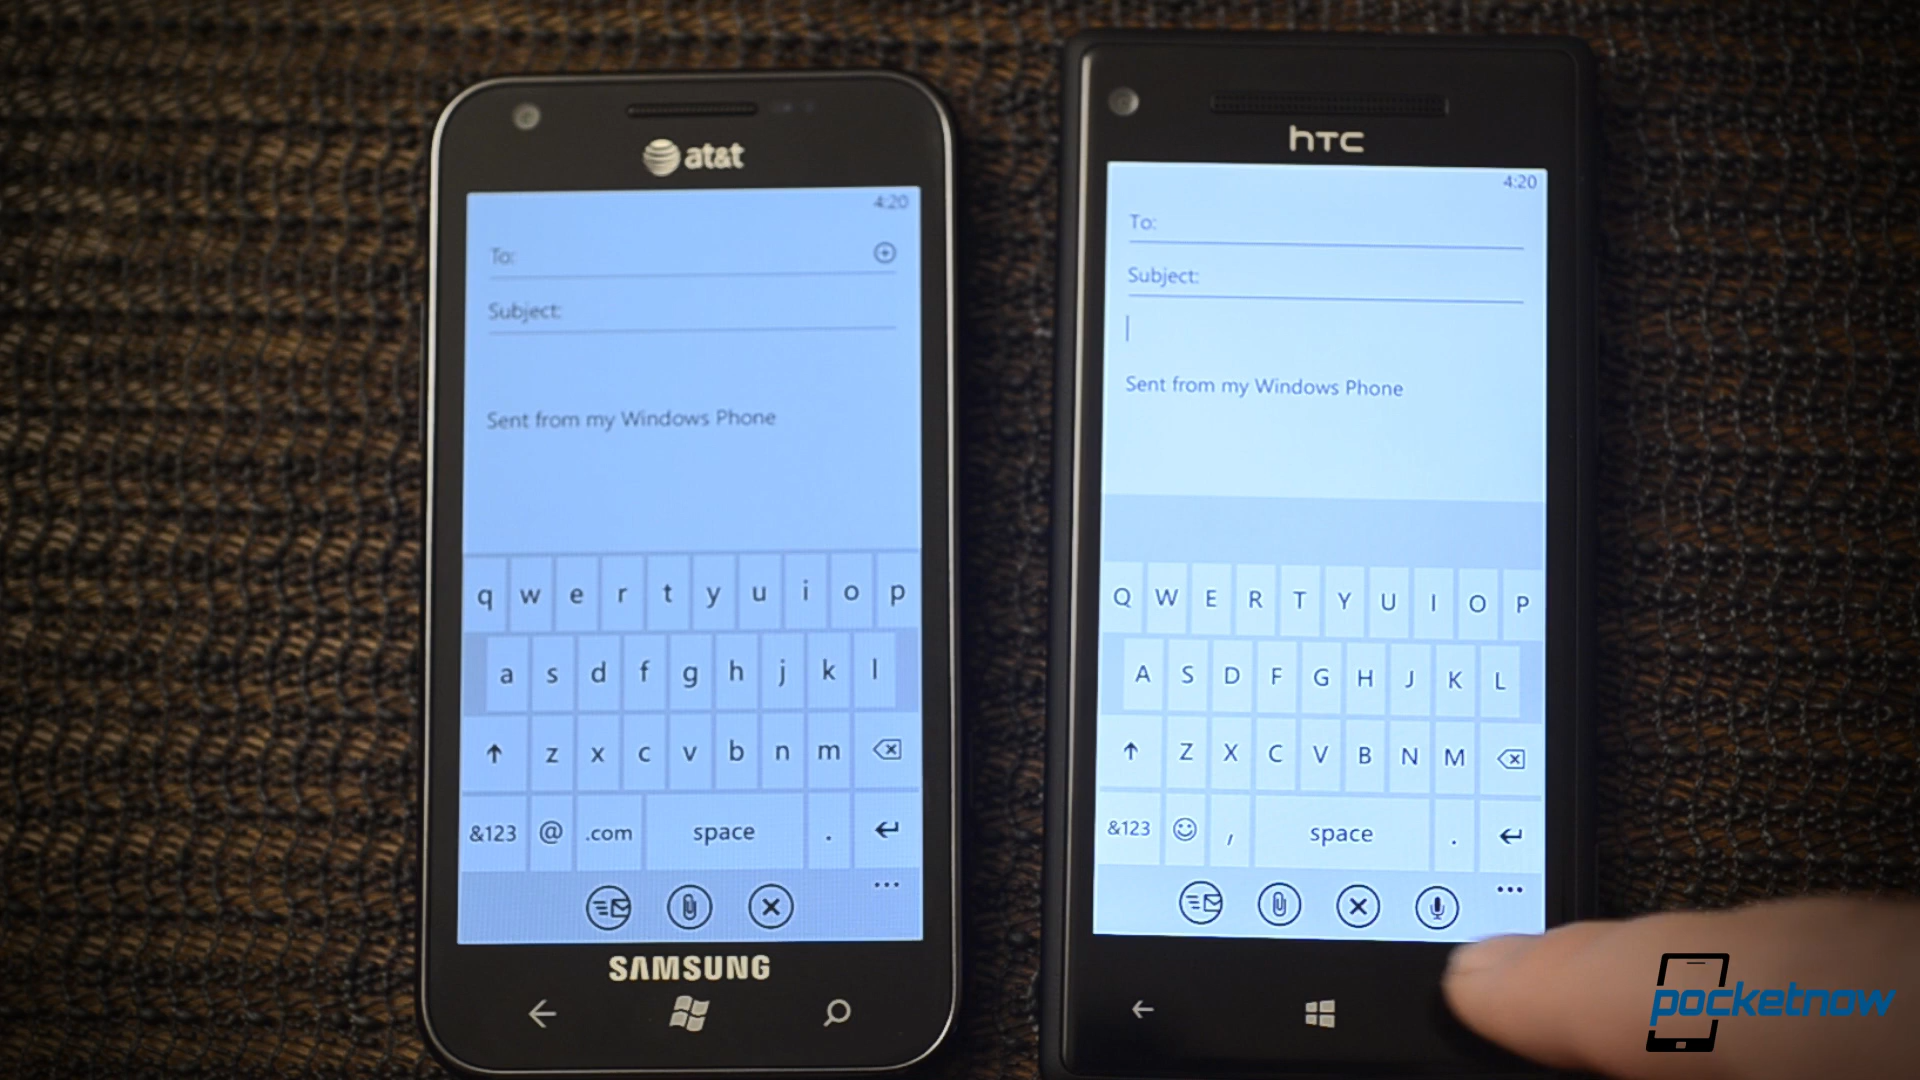 at&t
4:20
To:
Subject:
Sent from my Windows Phone
q w e r t y u i o p
a s d f g h j k l
z x c v b n m
&123 @ .com space .
SAMSUNG
hTC
4:20
To:
Subject:
Sent from my Windows Phone
Q W E R T Y U I O P
A S D F G H J K L
Z X C V B N M
&123 , space .
pocketnow